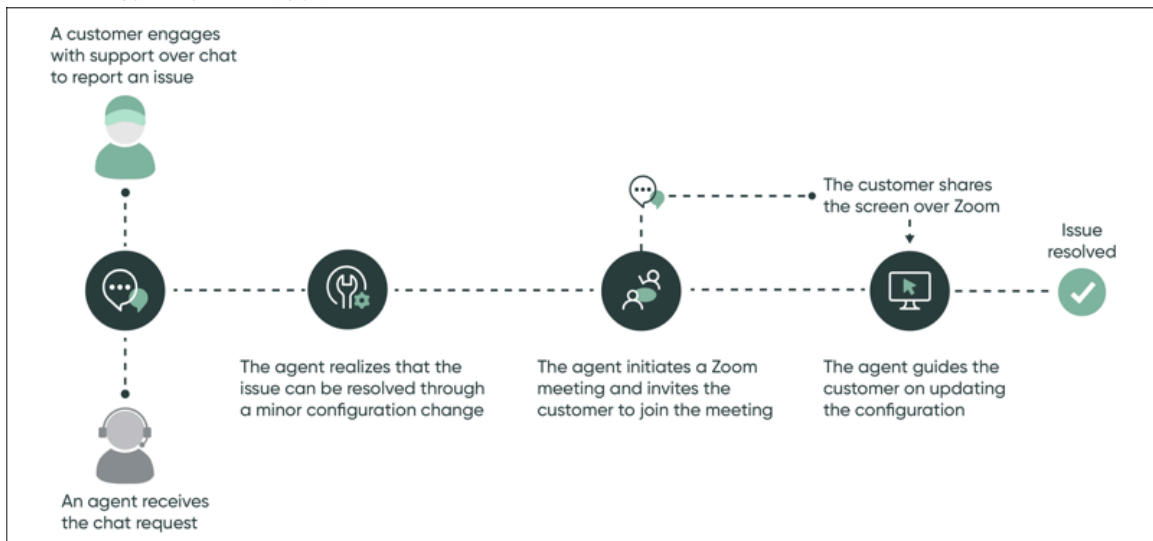 A customer engages
with support over chat
to report an issue
An agent receives
the chat request
The agent realizes that the
issue can be resolved through
a minor configuration change
The agent initiates a Zoom
meeting and invites the
customer to join the meeting
The customer shares
the screen over Zoom
The agent guides the
customer on updating
the configuration
Issue
resolved